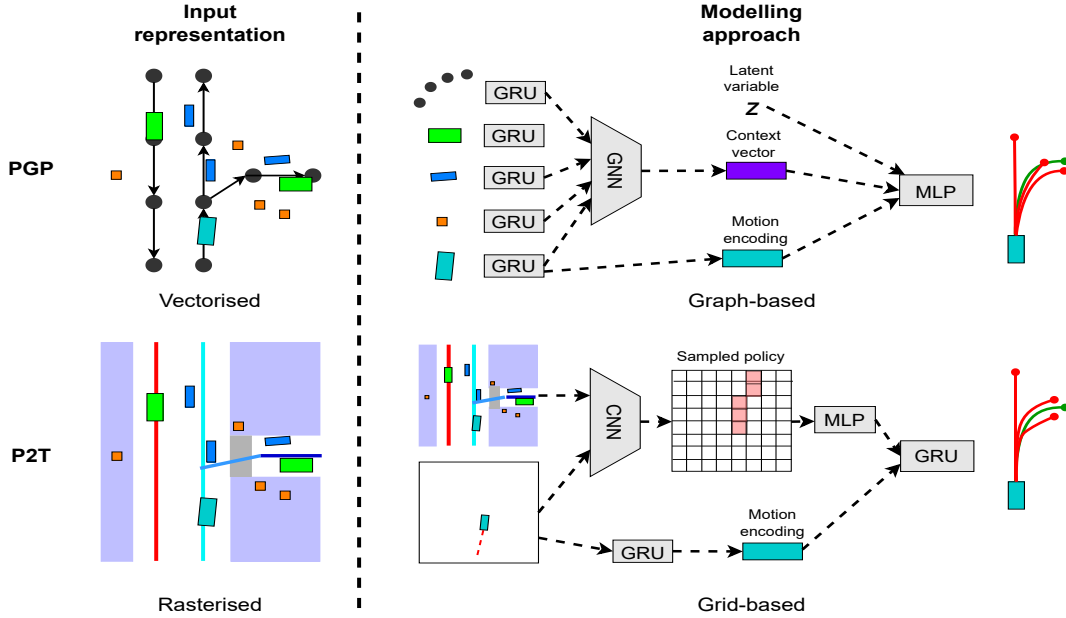 Input
representation
Modelling
approach
PGP
GRU
GRU
GRU
GRU
GRU
GNN
Latent
variable
z
Context
vector
Motion
encoding
MLP
Vectorised
Graph-based
P2T
CNN
Sampled policy
MLP
GRU
GRU
Motion
encoding
Rasterised
Grid-based